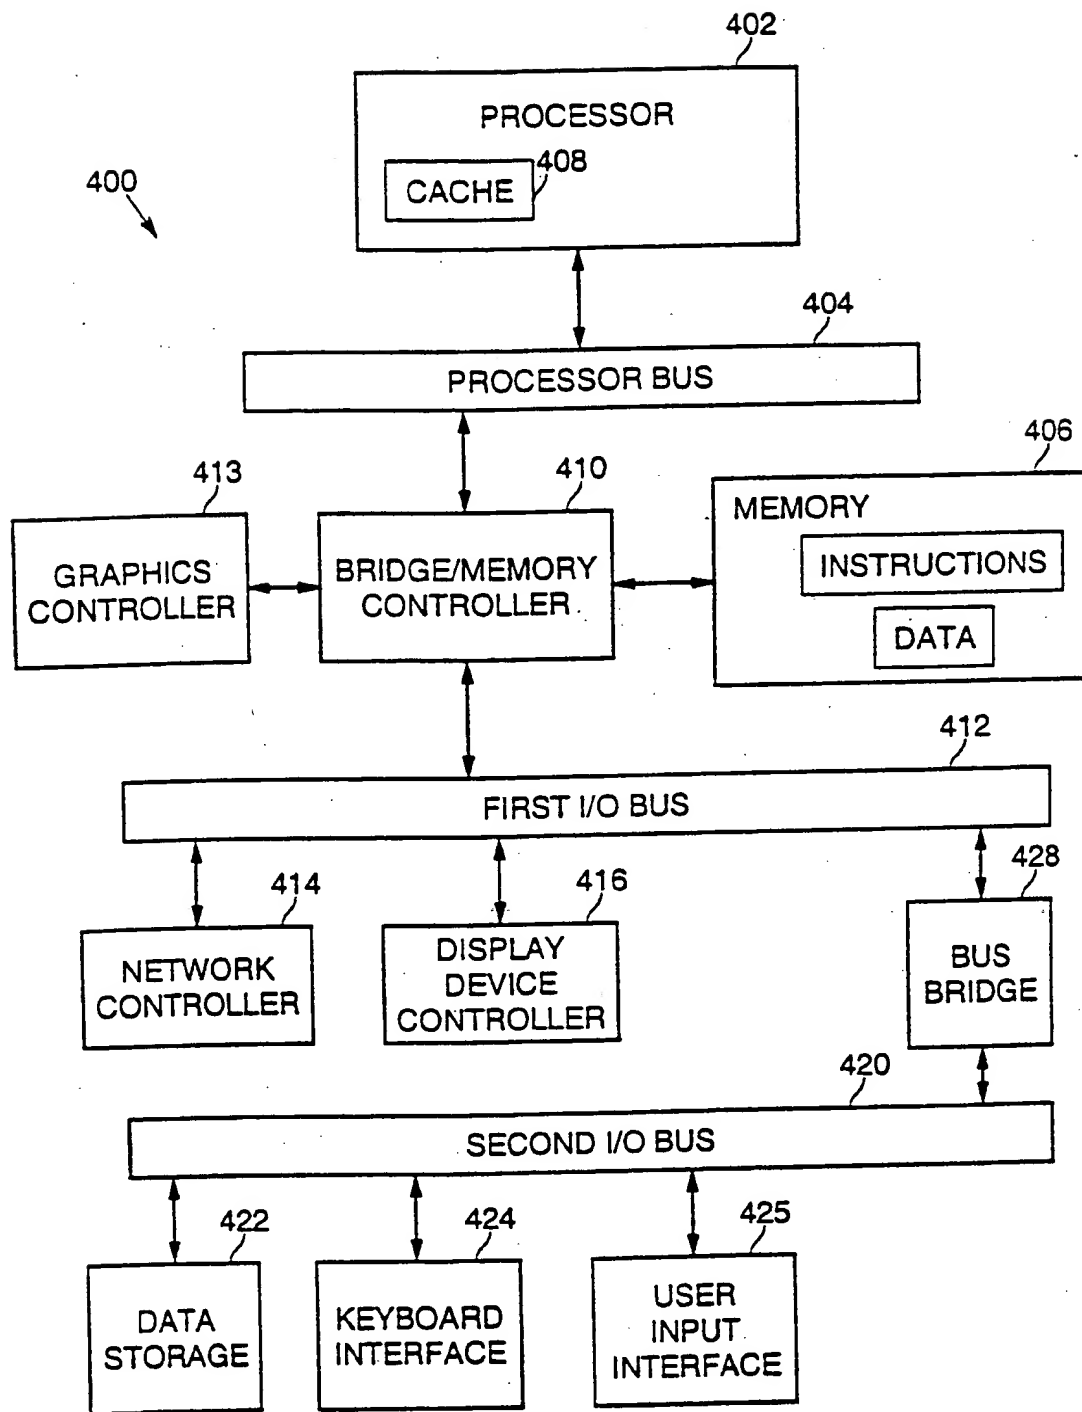 402
PROCESSOR
408
CACHE
400
404
PROCESSOR BUS
406
413
410
MEMORY
GRAPHICS
CONTROLLER
BRIDGE/MEMORY
CONTROLLER
INSTRUCTIONS
DATA
412
FIRST I/O BUS
414
416
428
NETWORK
CONTROLLER
DISPLAY
DEVICE
CONTROLLER
BUS
BRIDGE
420
SECOND I/O BUS
422
424
425
DATA
STORAGE
KEYBOARD
INTERFACE
USER
INPUT
INTERFACE